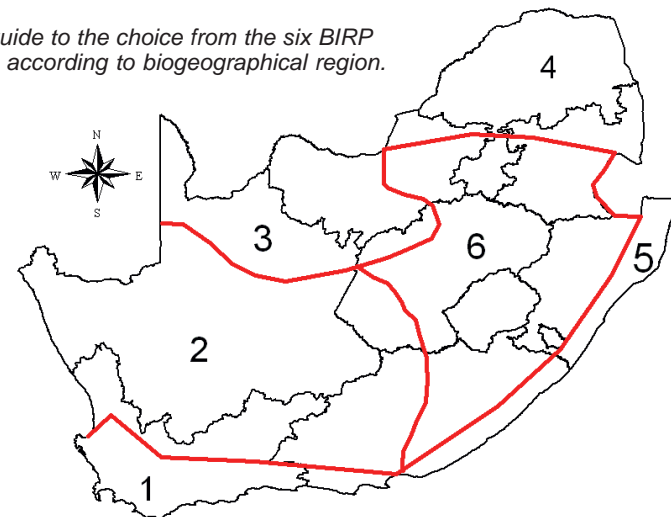 uide to the choice from the six BIRP
according to biogeographical region.
4
N
W E
S
3
6
5
2
1